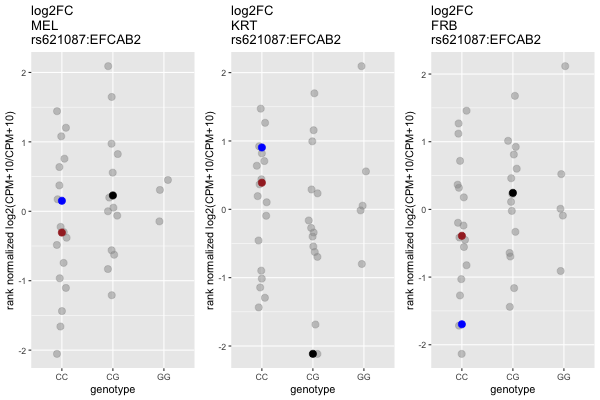 log2FC
MEL
rs621087:EFCAB2
rank normalized log2(CPM+10/CPM+10)
2
1
0
-1
-2
CC
CG
GG
genotype
log2FC
KRT
rs621087:EFCAB2
rank normalized log2(CPM+10/CPM+10)
2
1
0
-1
-2
CC
CG
GG
genotype
log2FC
FRB
rs621087:EFCAB2
rank normalized log2(CPM+10/CPM+10)
2
1
0
-1
-2
CC
CG
GG
genotype